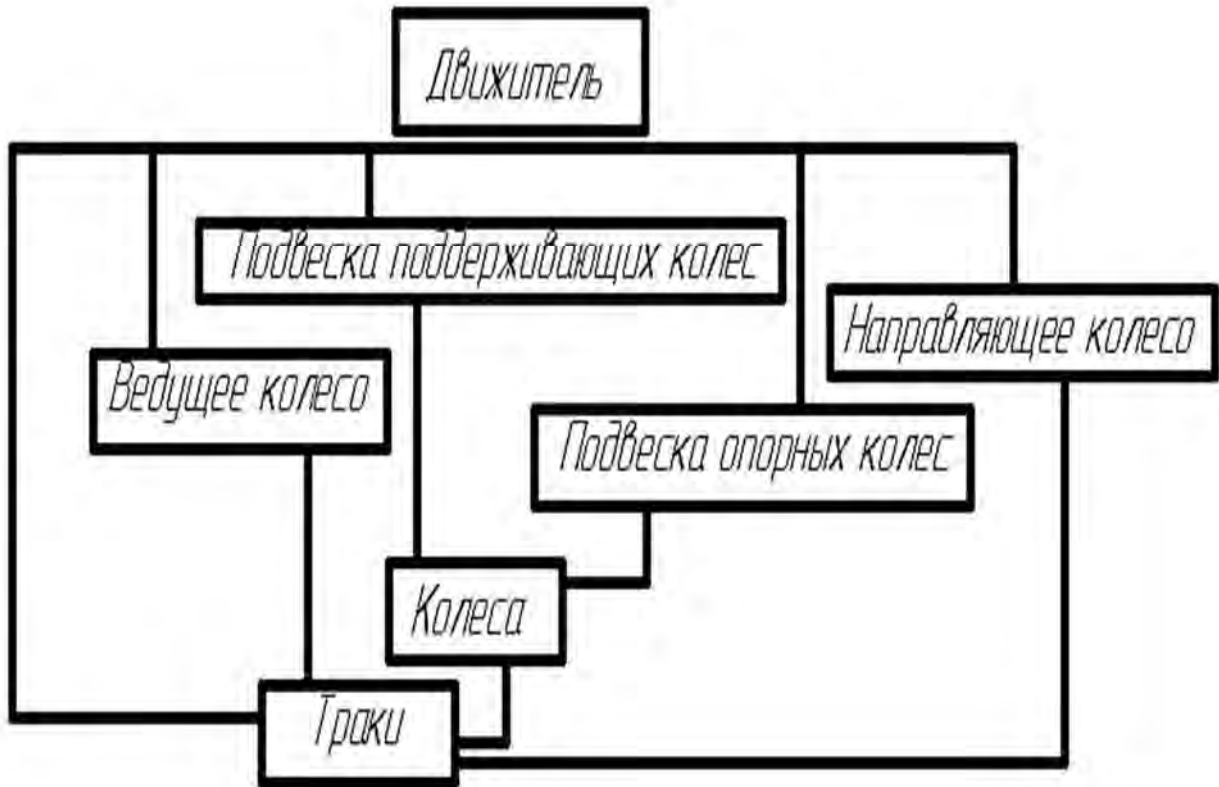 Движитель
Подвеска поддерживающих колес
Направляющее колесо
Ведущее колесо
Подвеска опорных колес
Колеса
Траки